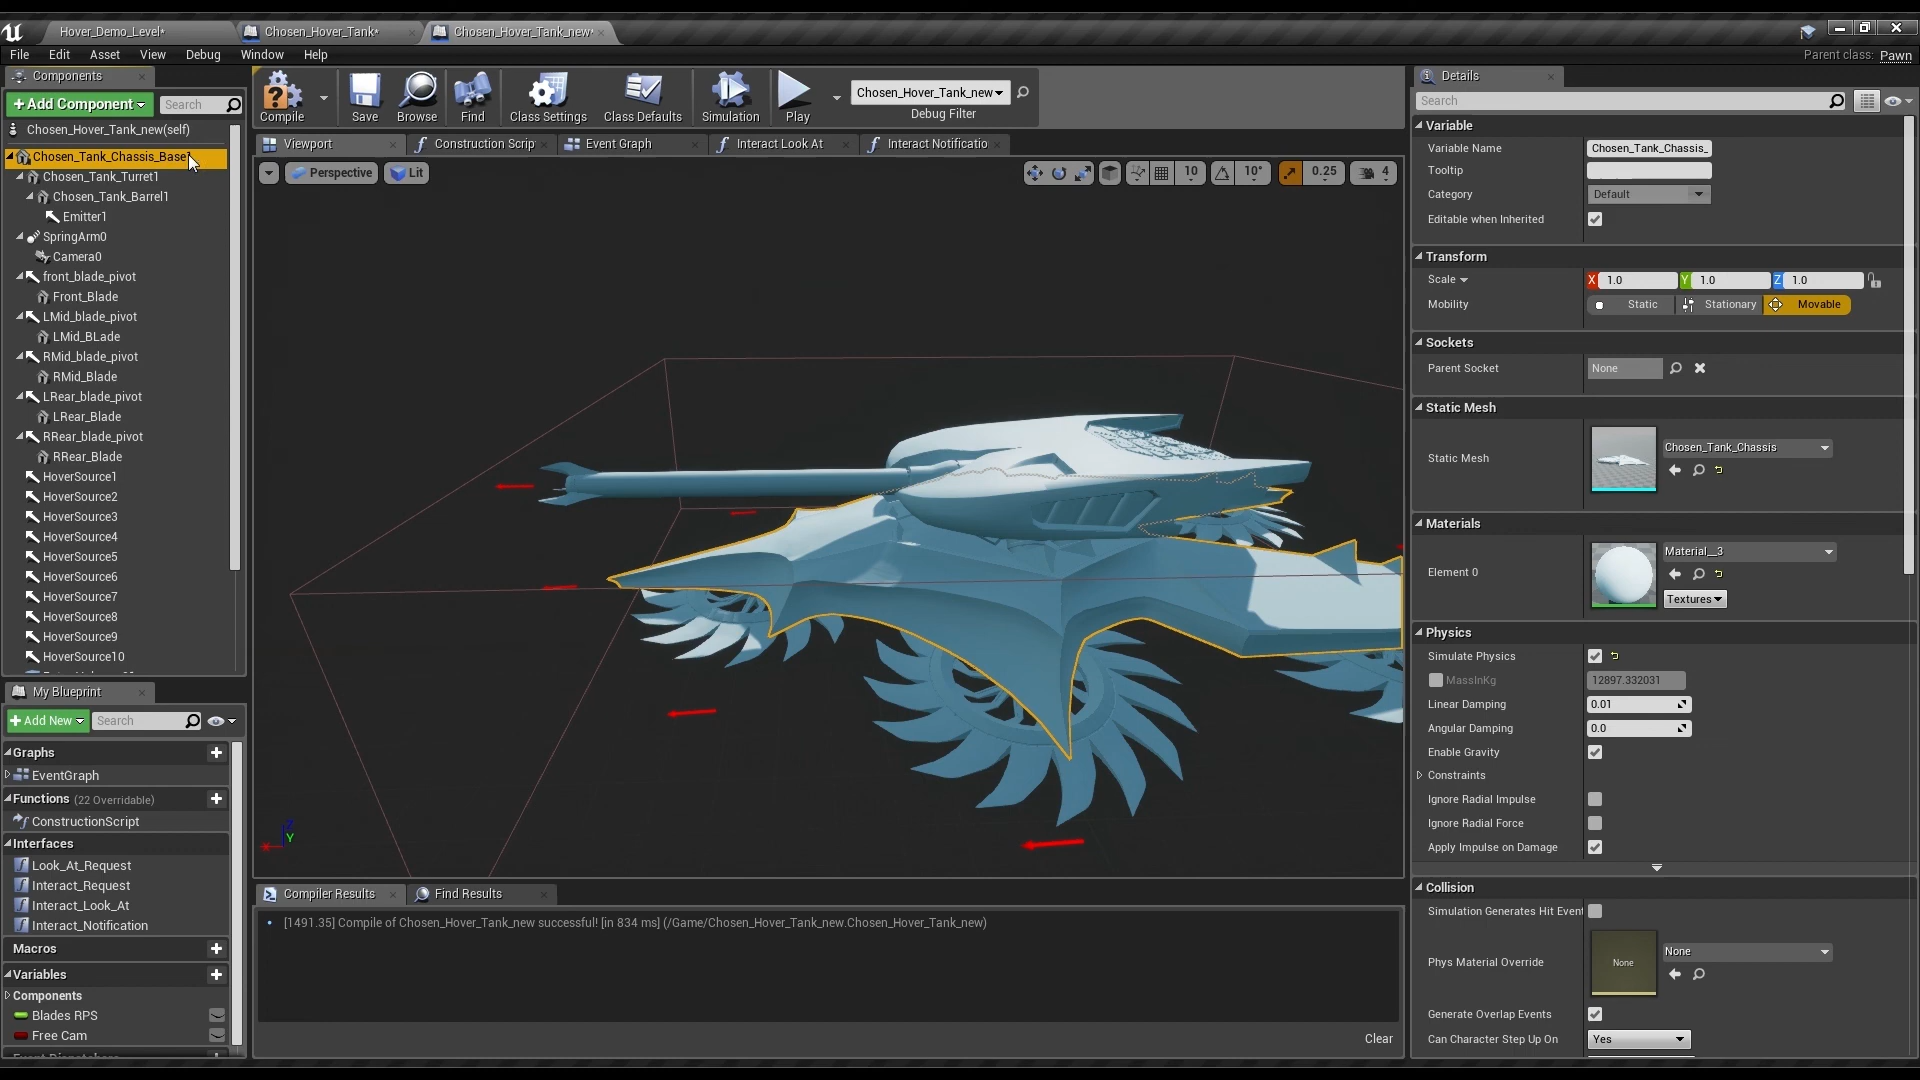 Hover_Demo_Level*
Chosen_Hover_Tank*
Chosen_Hover_Tank_new*
File Edit Asset View Debug Window Help
Parent class: Pawn
Components
+Add Component
Search
Chosen_Hover_Tank_new(self)
Chosen_Tank_Chassis_Base
Chosen_Tank_Turret1
Chosen_Tank_Barrel1
Emitter1
SpringArm0
Camera0
front_blade_pivot
Front_Blade
LMid_blade_pivot
LMid_BLade
RMid_blade_pivot
RMid_Blade
LRear_blade_pivot
LRear_Blade
RRear_blade_pivot
RRear_Blade
HoverSource1
HoverSource2
HoverSource3
HoverSource4
HoverSource5
HoverSource6
HoverSource7
HoverSource8
HoverSource9
HoverSource10
My Blueprint
+Add New
Search
Graphs
EventGraph
Functions (22 Overridable)
ConstructionScript
Interfaces
Look_At_Request
Interact_Request
Interact_Look_At
Interact_Notification
Macros
Variables
Components
Blades RPS
Free Cam
Compile
Save
Browse
Find
Class Settings
Class Defaults
Simulation
Play
Chosen_Hover_Tank_new
Debug Filter
Viewport
Construction Scrip
Event Graph
Interact Look At
Interact Notificatio
Perspective
Lit
10
10°
0.25
4
Z
Y
X
Compiler Results
Find Results
[1491.35] Compile of Chosen_Hover_Tank_new successful! [in 834 ms] (/Game/Chosen_Hover_Tank_new.Chosen_Hover_Tank_new)
Clear
Details
Search
Variable
Variable Name Chosen_Tank_Chassis_
Tooltip
Category Default
Editable when Inherited
Transform
Scale X 1.0 Y 1.0 Z 1.0
Mobility Static Stationary Movable
Sockets
Parent Socket None
Static Mesh
Static Mesh Chosen_Tank_Chassis
Materials
Element 0 Material__3
Textures
Physics
Simulate Physics
MassInKg 12897.332031
Linear Damping 0.01
Angular Damping 0.0
Enable Gravity
Constraints
Ignore Radial Impulse
Ignore Radial Force
Apply Impulse on Damage
Collision
Simulation Generates Hit Event
Phys Material Override None None
Generate Overlap Events
Can Character Step Up On Yes